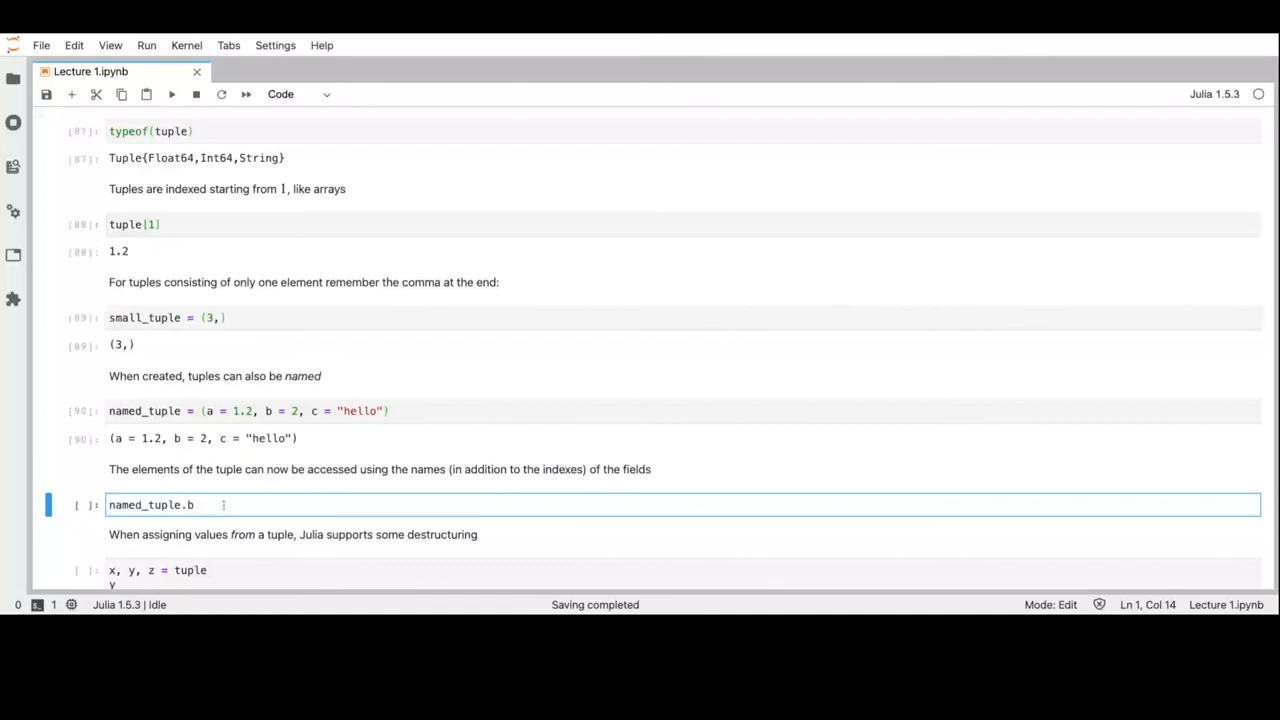 File Edit View Run Kernel Tabs Settings Help
Lecture 1.ipynb
Code Julia 1.5.3
[87]: typeof(tuple)
[87]: Tuple{Float64,Int64,String}
Tuples are indexed starting from 1, like arrays
[88]: tuple[1]
[88]: 1.2
For tuples consisting of only one element remember the comma at the end:
[89]: small_tuple = (3,)
[89]: (3,)
When created, tuples can also be named
[90]: named_tuple = (a = 1.2, b = 2, c = "hello")
[90]: (a = 1.2, b = 2, c = "hello")
The elements of the tuple can now be accessed using the names (in addition to the indexes) of the fields
[ ]: named_tuple.b
When assigning values from a tuple, Julia supports some destructuring
[ ]: x, y, z = tuple
y
0 1 Julia 1.5.3 | Idle Saving completed Mode: Edit Ln 1, Col 14 Lecture 1.ipynb